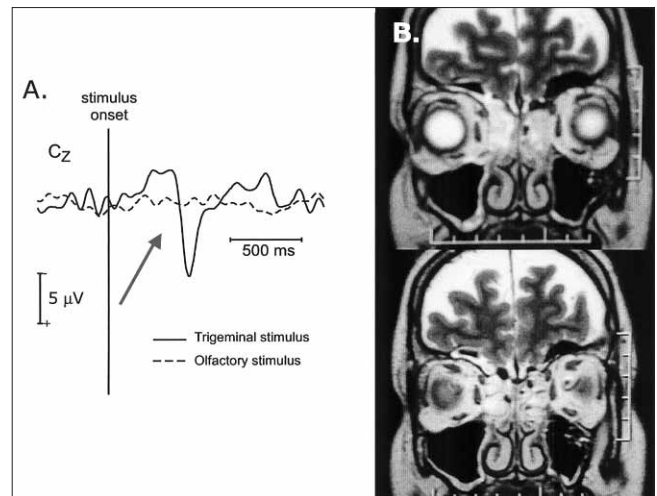 A.
stimulus
onset
Cz
500 ms
5 µV
+
Trigeminal stimulus
Olfactory stimulus
B.